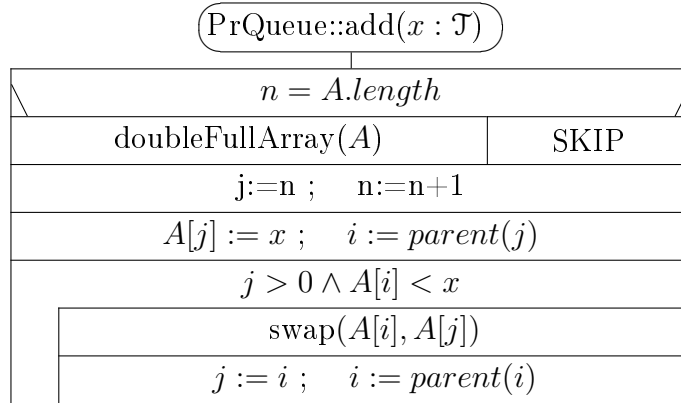 PrQueue::add(x : 𝒯)
n = A.length
doubleFullArray(A) SKIP
j:=n ; n:=n+1
A[j] := x ; i := parent(j)
j > 0 ∧ A[i] < x
swap(A[i], A[j])
j := i ; i := parent(i)